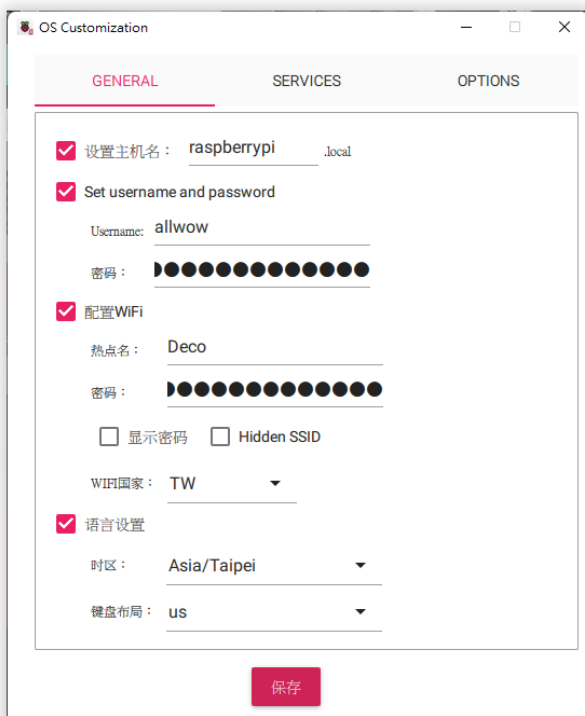 OS Customization
GENERAL SERVICES OPTIONS
设置主机名： raspberrypi .local
Set username and password
Username: allwow
密码： ●●●●●●●●●●●●●
配置WiFi
热点名： Deco
密码： ●●●●●●●●●●●●●
显示密码 Hidden SSID
WIFI国家： TW
语言设置
时区： Asia/Taipei
键盘布局： us
保存